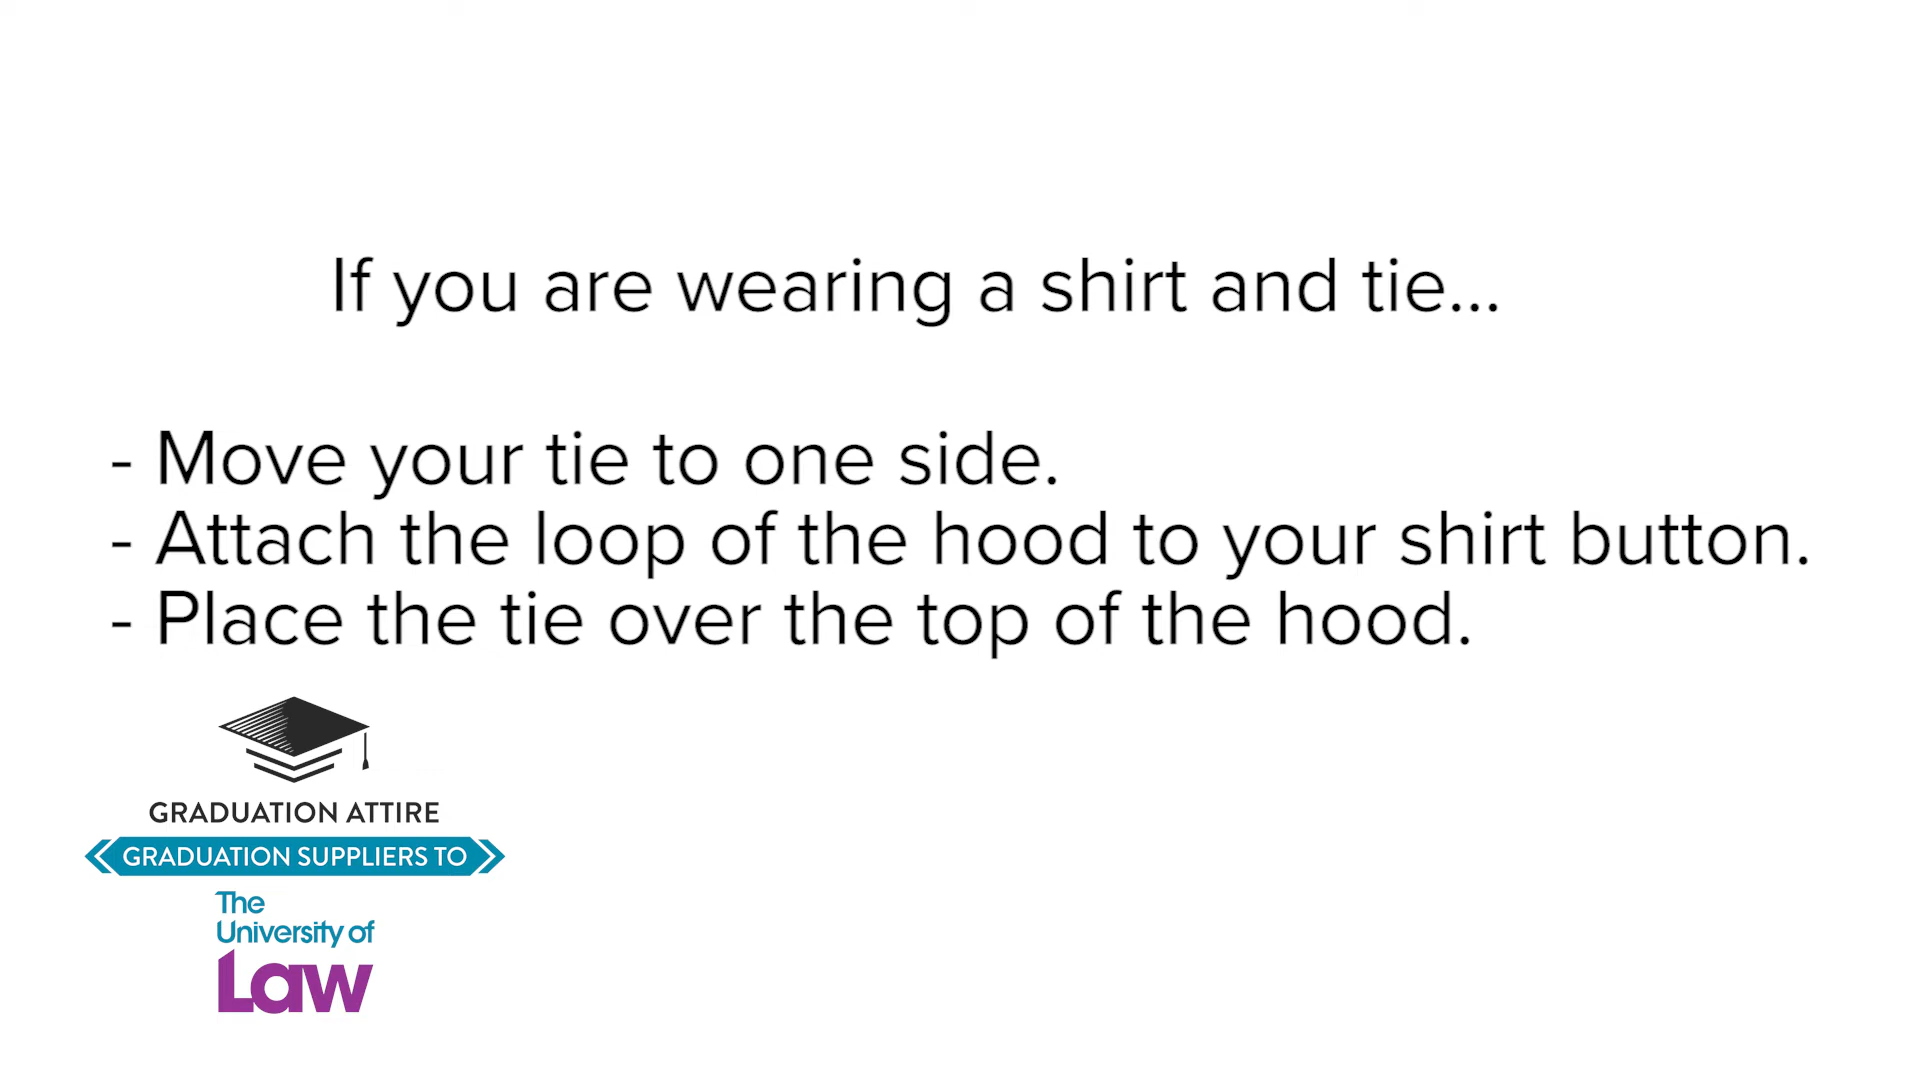 If you are wearing a shirt and tie...
- Move your tie to one side.
- Attach the loop of the hood to your shirt button.
- Place the tie over the top of the hood.
GRADUATION ATTIRE
GRADUATION SUPPLIERS TO
The
University of
Law